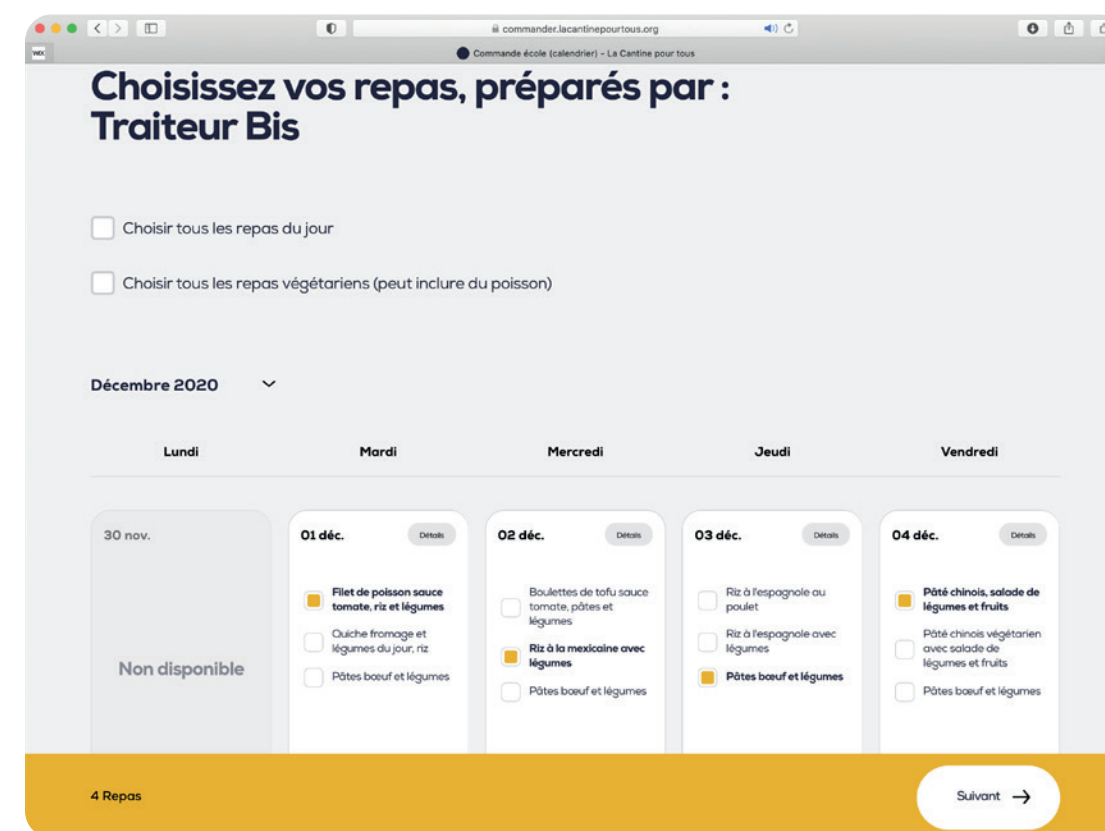 commander.lacantinepourtous.org
WIX
Commande école (calendrier) - La Cantine pour tous
Choisissez vos repas, préparés par :
Traiteur Bis
Choisir tous les repas du jour
Choisir tous les repas végétariens (peut inclure du poisson)
Décembre 2020
Lundi
Mardi
Mercredi
Jeudi
Vendredi
30 nov.
Non disponible
01 déc.
Détails
Filet de poisson sauce
tomate, riz et légumes
Quiche fromage et
légumes du jour, riz
Pâtes bœuf et légumes
02 déc.
Détails
Boulettes de tofu sauce
tomate, pâtes et
légumes
Riz à la mexicaine avec
légumes
Pâtes bœuf et légumes
03 déc.
Détails
Riz à l'espagnole au
poulet
Riz à l'espagnole avec
légumes
Pâtes bœuf et légumes
04 déc.
Détails
Pâté chinois, salade de
légumes et fruits
Pâté chinois végétarien
avec salade de
légumes et fruits
Pâtes bœuf et légumes
4 Repas
Suivant